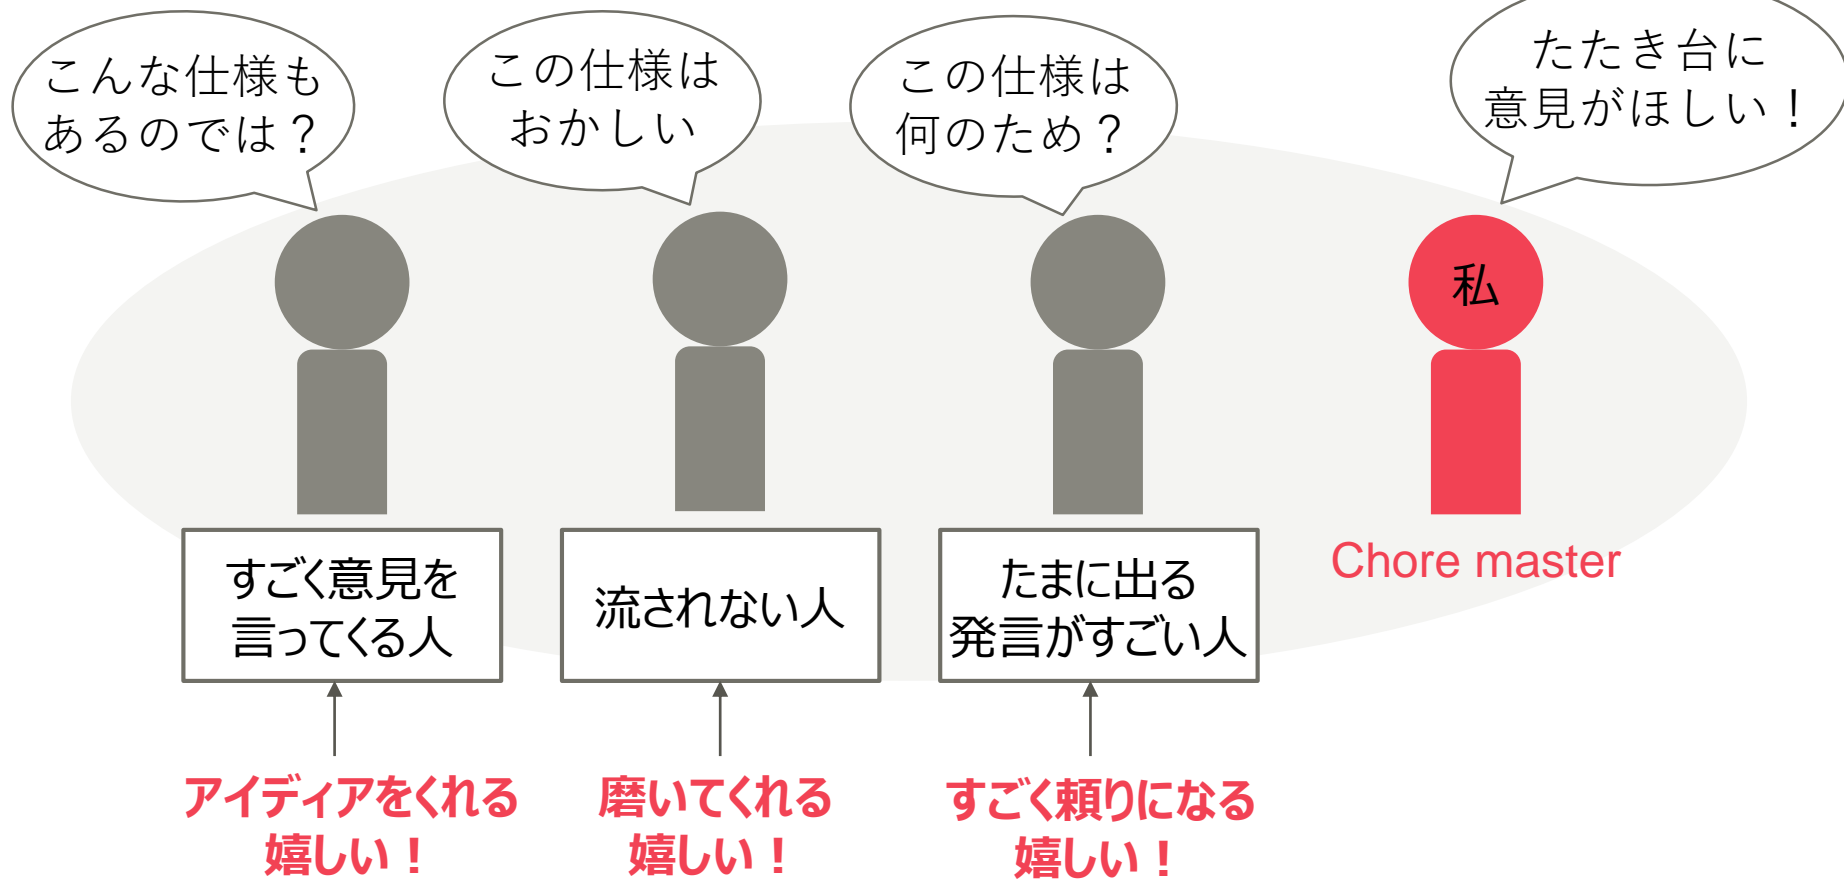 こんな仕様も
あるのでは？
この仕様は
おかしい
この仕様は
何のため？
たたき台に
意見がほしい！
私
Chore master
すごく意見を
言ってくる人
流されない人
たまに出る
発言がすごい人
アイディアをくれる
嬉しい！
磨いてくれる
嬉しい！
すごく頼りになる
嬉しい！